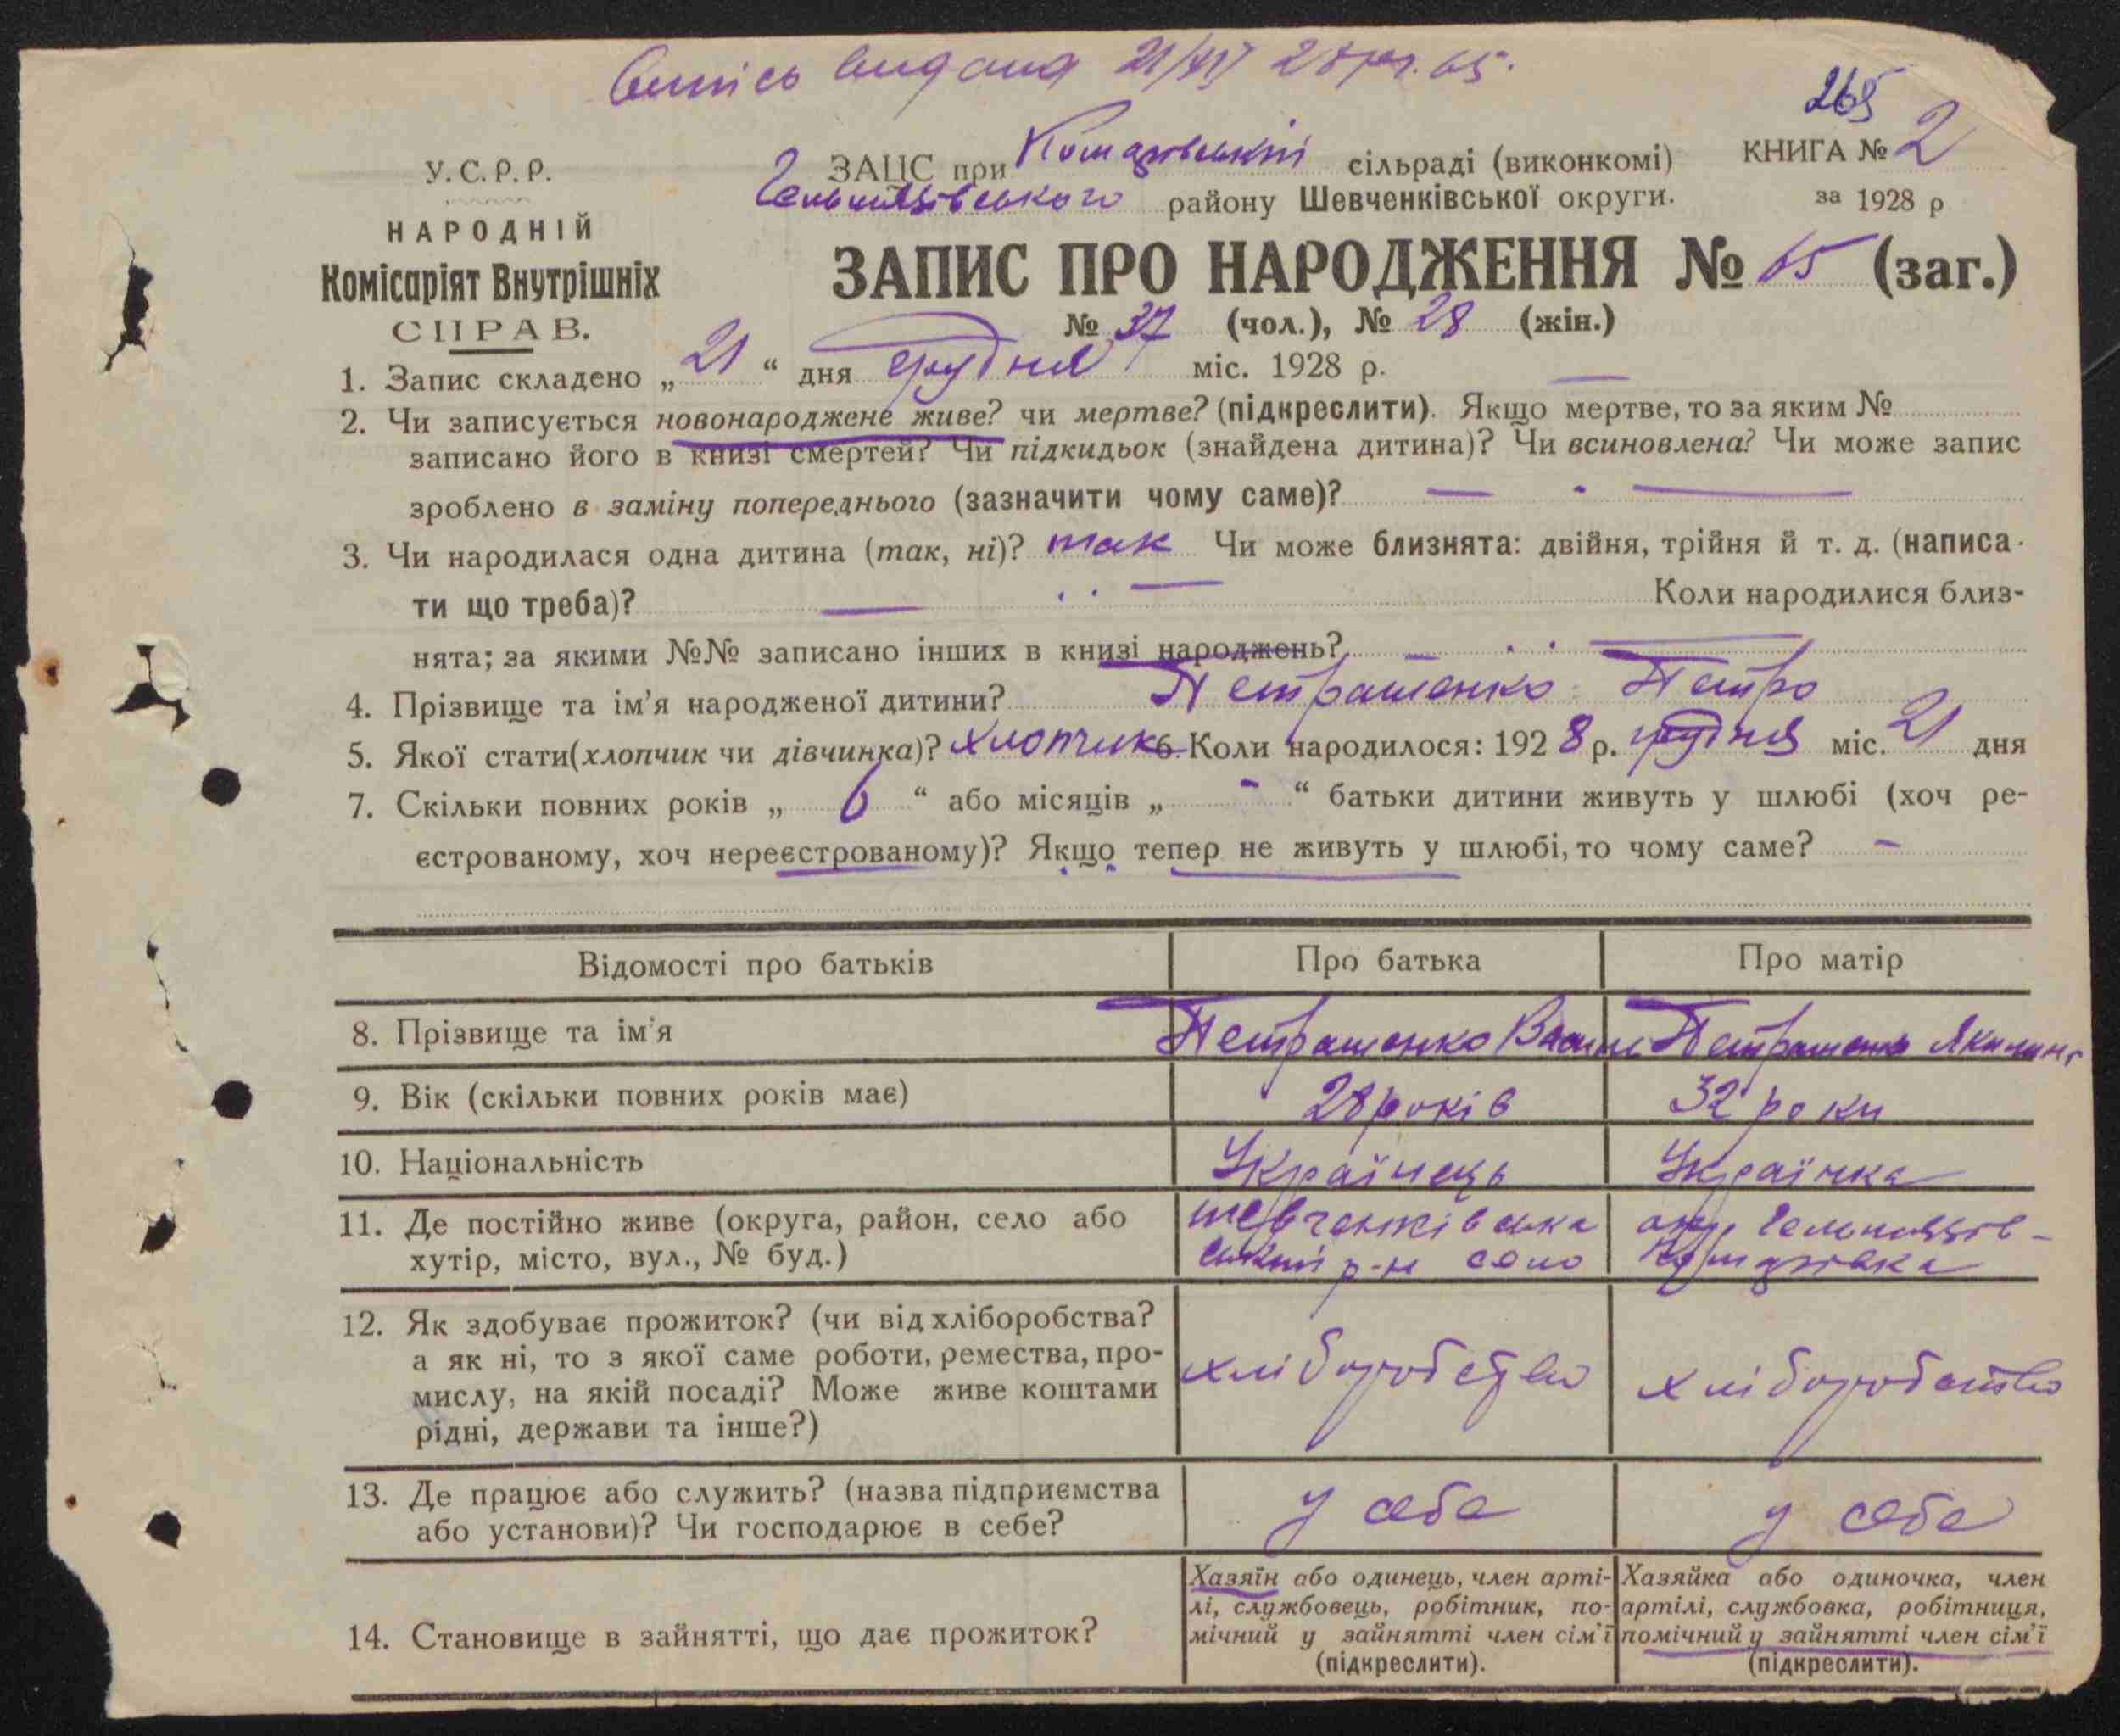 Випись видана 21/XII 28 р. 65.
265
У.С.Р.Р.
ЗАЦС при сільраді (виконкомі)
КНИГА № 2
району Шевченківської округи.
за 1928 р
НАРОДНІЙ
Комісаріят Внутрішніх
СПРАВ.
ЗАПИС ПРО НАРОДЖЕННЯ № 65 (заг.)
№ 37 (чол.), № 28 (жін.)
1. Запис складено „ 21 “ дня грудня міс. 1928 р.
2. Чи записується новонароджене живе? чи мертве? (підкреслити). Якщо мертве, то за яким № —
записано його в книзі смертей? Чи підкидьок (знайдена дитина)? Чи всиновлена? Чи може запис
зроблено в заміну попереднього (зазначити чому саме)? —
3. Чи народилася одна дитина (так, ні)? так Чи може близнята: двійня, трійня й т. д. (написа-
ти що треба)? — Коли народилися близ-
нята; за якими №№ записано інших в книзі народжень? —
4. Прізвище та ім'я народженої дитини? Петрашенко Петро
5. Якої стати (хлопчик чи дівчинка)? хлопчик 6. Коли народилося: 1928 р. грудня міс. 21 дня
7. Скільки повних років „ 6 “ або місяців „ - “ батьки дитини живуть у шлюбі (хоч ре-
єстрованому, хоч нереєстрованому)? Якщо тепер не живуть у шлюбі, то чому саме? -
Відомості про батьків Про батька Про матір
8. Прізвище та ім'я Петрашенко Петрашенко
9. Вік (скільки повних років має) 28 років 32 роки
10. Національність Українець Українка
11. Де постійно живе (округа, район, село або Шевченківська
хутір, місто, вул., № буд.) р-н село
12. Як здобуває прожиток? (чи від хліборобства?
а як ні, то з якої саме роботи, ремества, про-
мислу, на якій посаді? Може живе коштами
рідні, держави та інше?)
хліборобство хліборобство
13. Де працює або служить? (назва підприємства
або установи)? Чи господарює в себе?
у себе у себе
14. Становище в зайнятті, що дає прожиток?
Хазяїн або одинець, член арті-
лі, службовець, робітник, по-
мічний у зайнятті член сім'ї
(підкреслити).
Хазяйка або одиночка, член
артілі, службовка, робітниця,
помічний у зайнятті член сім'ї
(підкреслити).